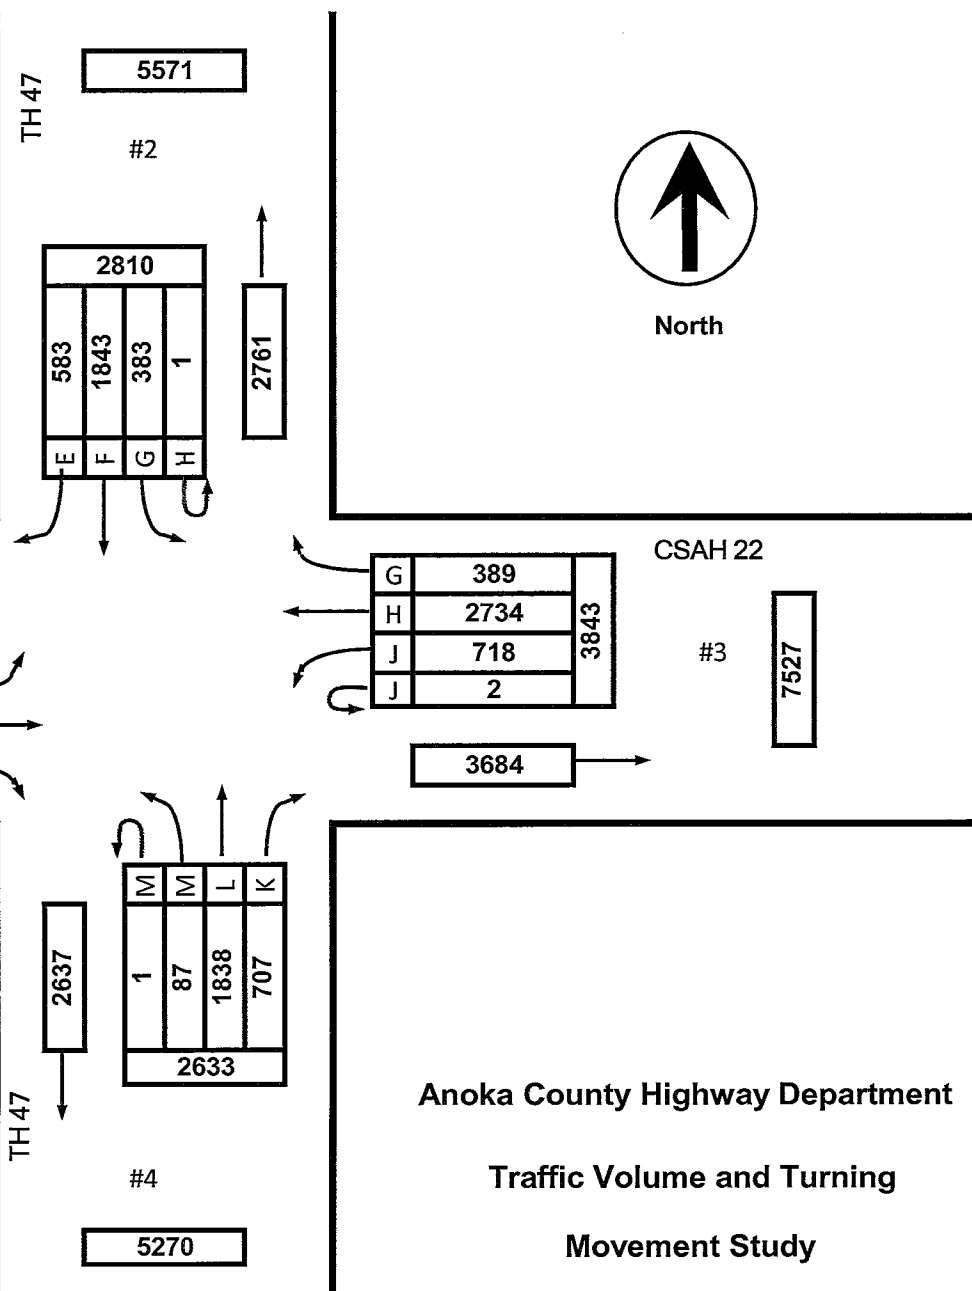 5571
TH 47
#2
2810
583
1843
383
1
2761
E
F
G
H
North
CSAH 22
G
389
H
2734
J
718
J
2
3843
#3
7527
3684
M
M
L
K
2637
1
87
1838
707
2633
TH 47
#4
5270
Anoka County Highway Department
Traffic Volume and Turning
Movement Study